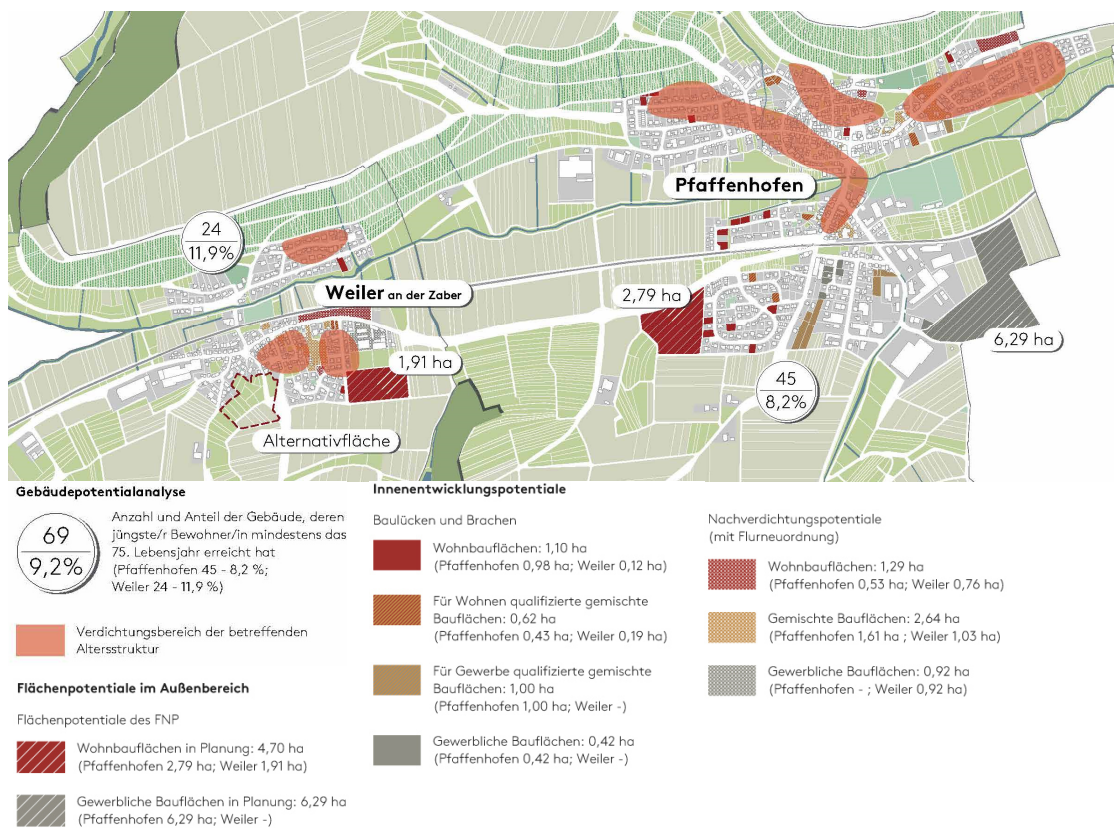 Pfaffenhofen
24
11,9%
Weiler an der Zaber
2,79 ha
6,29 ha
1,91 ha
45
8,2%
Alternativfläche
Gebäudepotentialanalyse
69
9,2%
Anzahl und Anteil der Gebäude, deren
jüngste/r Bewohner/in mindestens das
75. Lebensjahr erreicht hat
(Pfaffenhofen 45 - 8,2 %;
Weiler 24 - 11,9 %)
Verdichtungsbereich der betreffenden
Altersstruktur
Flächenpotentiale im Außenbereich
Flächenpotentiale des FNP
Wohnbauflächen in Planung: 4,70 ha
(Pfaffenhofen 2,79 ha; Weiler 1,91 ha)
Gewerbliche Bauflächen in Planung: 6,29 ha
(Pfaffenhofen 6,29 ha; Weiler -)
Innenentwicklungspotentiale
Baulücken und Brachen
Wohnbauflächen: 1,10 ha
(Pfaffenhofen 0,98 ha; Weiler 0,12 ha)
Für Wohnen qualifizierte gemischte
Bauflächen: 0,62 ha
(Pfaffenhofen 0,43 ha; Weiler 0,19 ha)
Für Gewerbe qualifizierte gemischte
Bauflächen: 1,00 ha
(Pfaffenhofen 1,00 ha; Weiler -)
Gewerbliche Bauflächen: 0,42 ha
(Pfaffenhofen 0,42 ha; Weiler -)
Nachverdichtungspotentiale
(mit Flurneuordnung)
Wohnbauflächen: 1,29 ha
(Pfaffenhofen 0,53 ha; Weiler 0,76 ha)
Gemischte Bauflächen: 2,64 ha
(Pfaffenhofen 1,61 ha ; Weiler 1,03 ha)
Gewerbliche Bauflächen: 0,92 ha
(Pfaffenhofen - ; Weiler 0,92 ha)